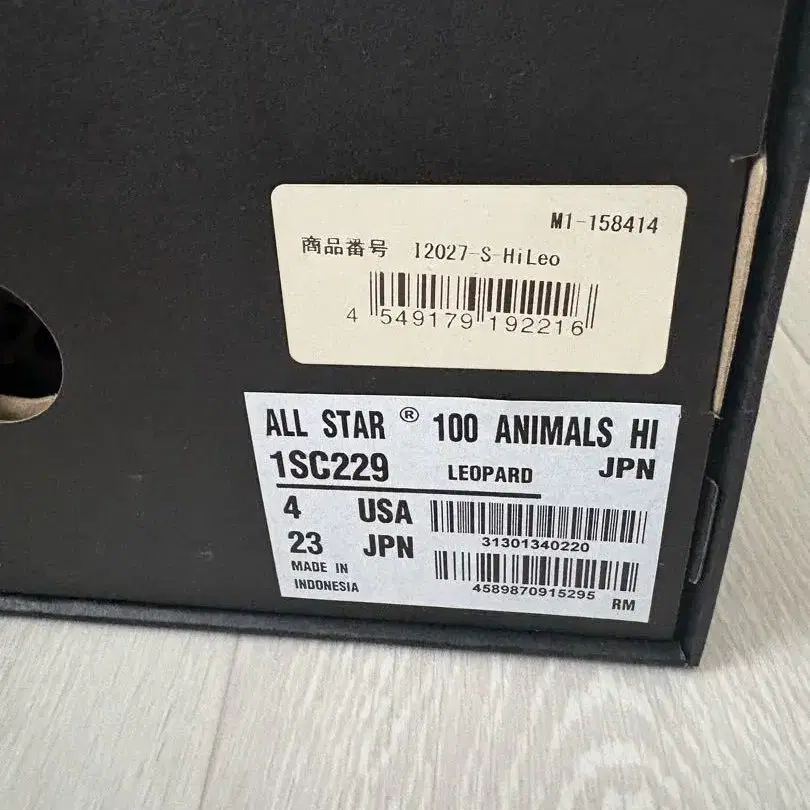 M1-158414
商品番号 I2027-S-HiLeo
4 549179 192216
ALL STAR ® 100 ANIMALS HI
1SC229 LEOPARD JPN
4 USA
31301340220
23 JPN
MADE IN
INDONESIA
4589870915295 RM